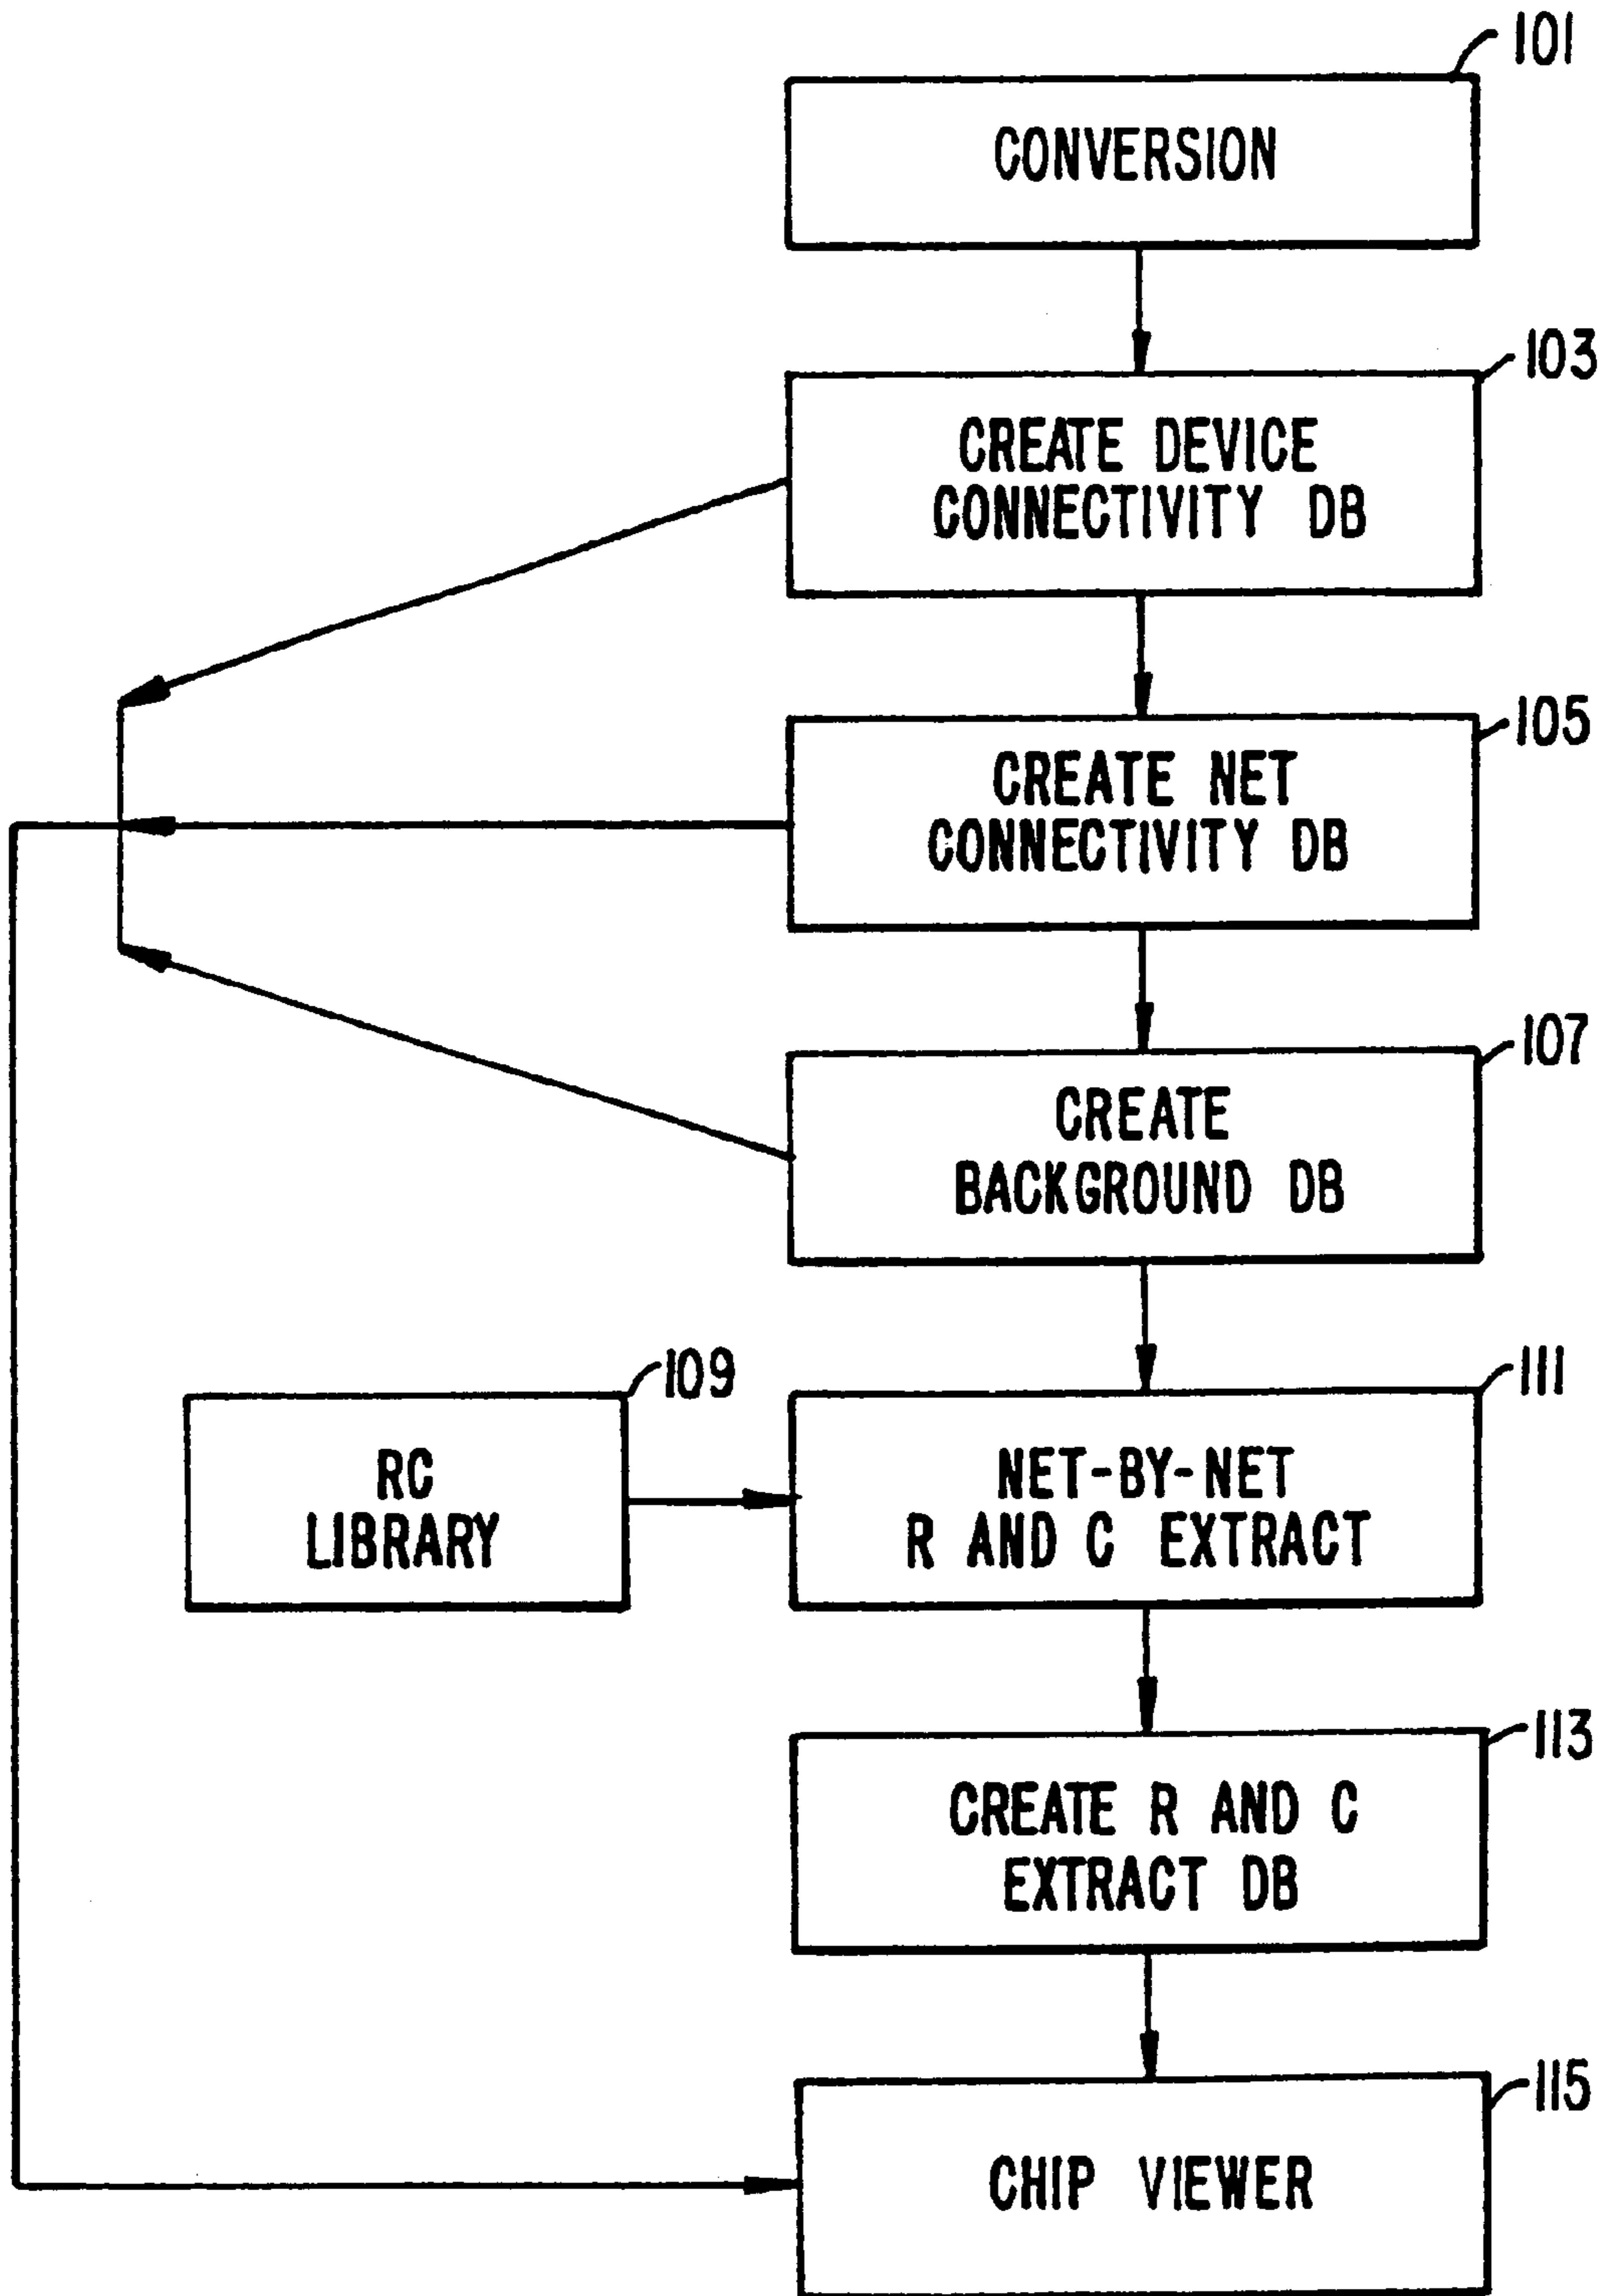 101
CONVERSION
103
CREATE DEVICE
CONNECTIVITY DB
105
CREATE NET
CONNECTIVITY DB
107
CREATE
BACKGROUND DB
109
RC
LIBRARY
111
NET-BY-NET
R AND C EXTRACT
113
CREATE R AND C
EXTRACT DB
115
CHIP VIEWER